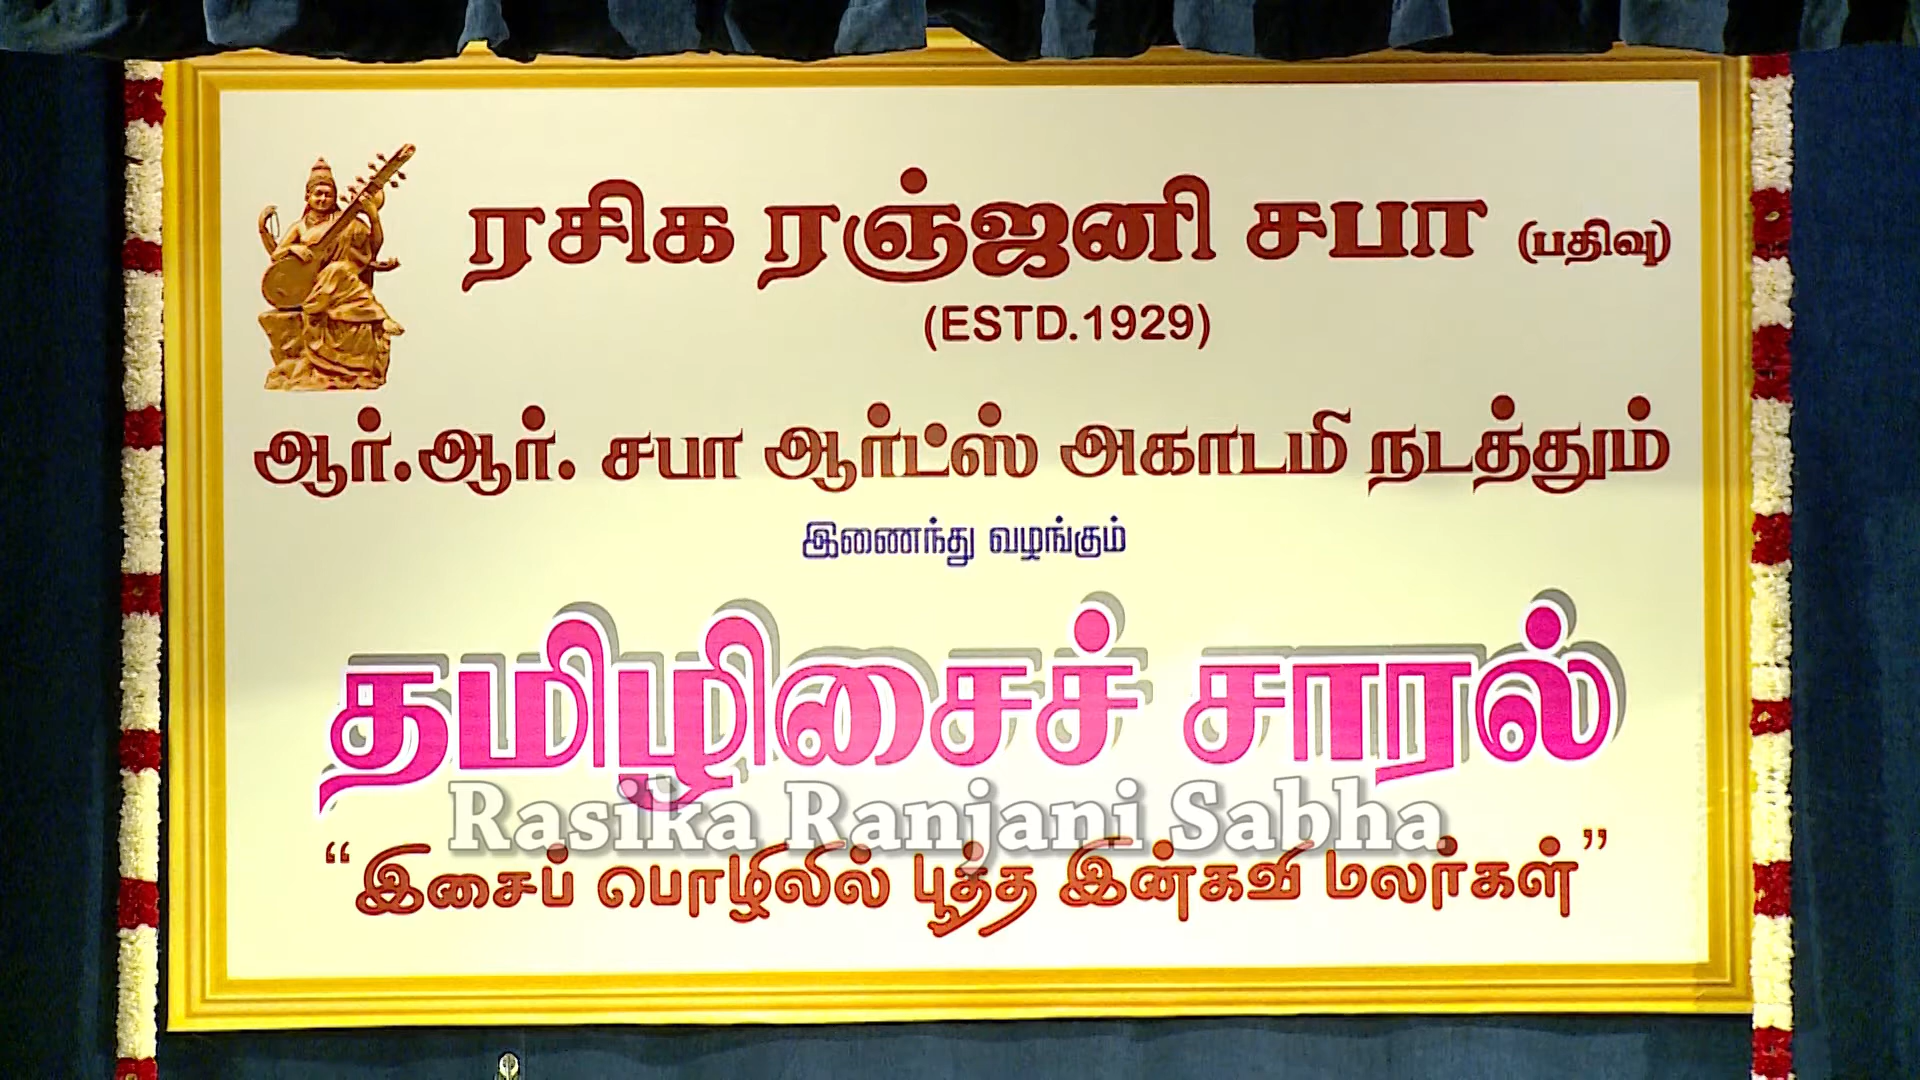 ரசிக ரஞ்ஜனி சபா (பதிவு)
(ESTD.1929)
ஆர்.ஆர். சபா ஆர்ட்ஸ் அகாடமி நடத்தும்
இணைந்து வழங்கும்
தமிழிசைச் சாரல்
Rasika Ranjani Sabha
“இசைப் பொழிலில் பூத்த இன்கவி மலர்கள்”